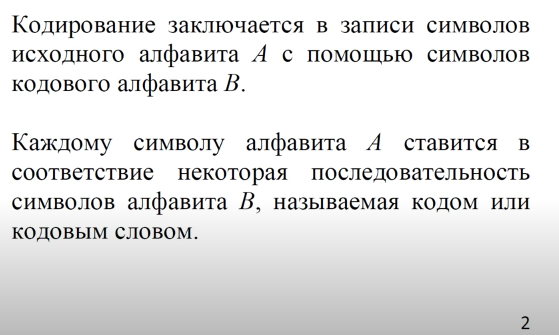 Кодирование заключается в записи символов
исходного алфавита A с помощью символов
кодового алфавита B.
Каждому символу алфавита A ставится в
соответствие некоторая последовательность
символов алфавита B, называемая кодом или
кодовым словом.
2